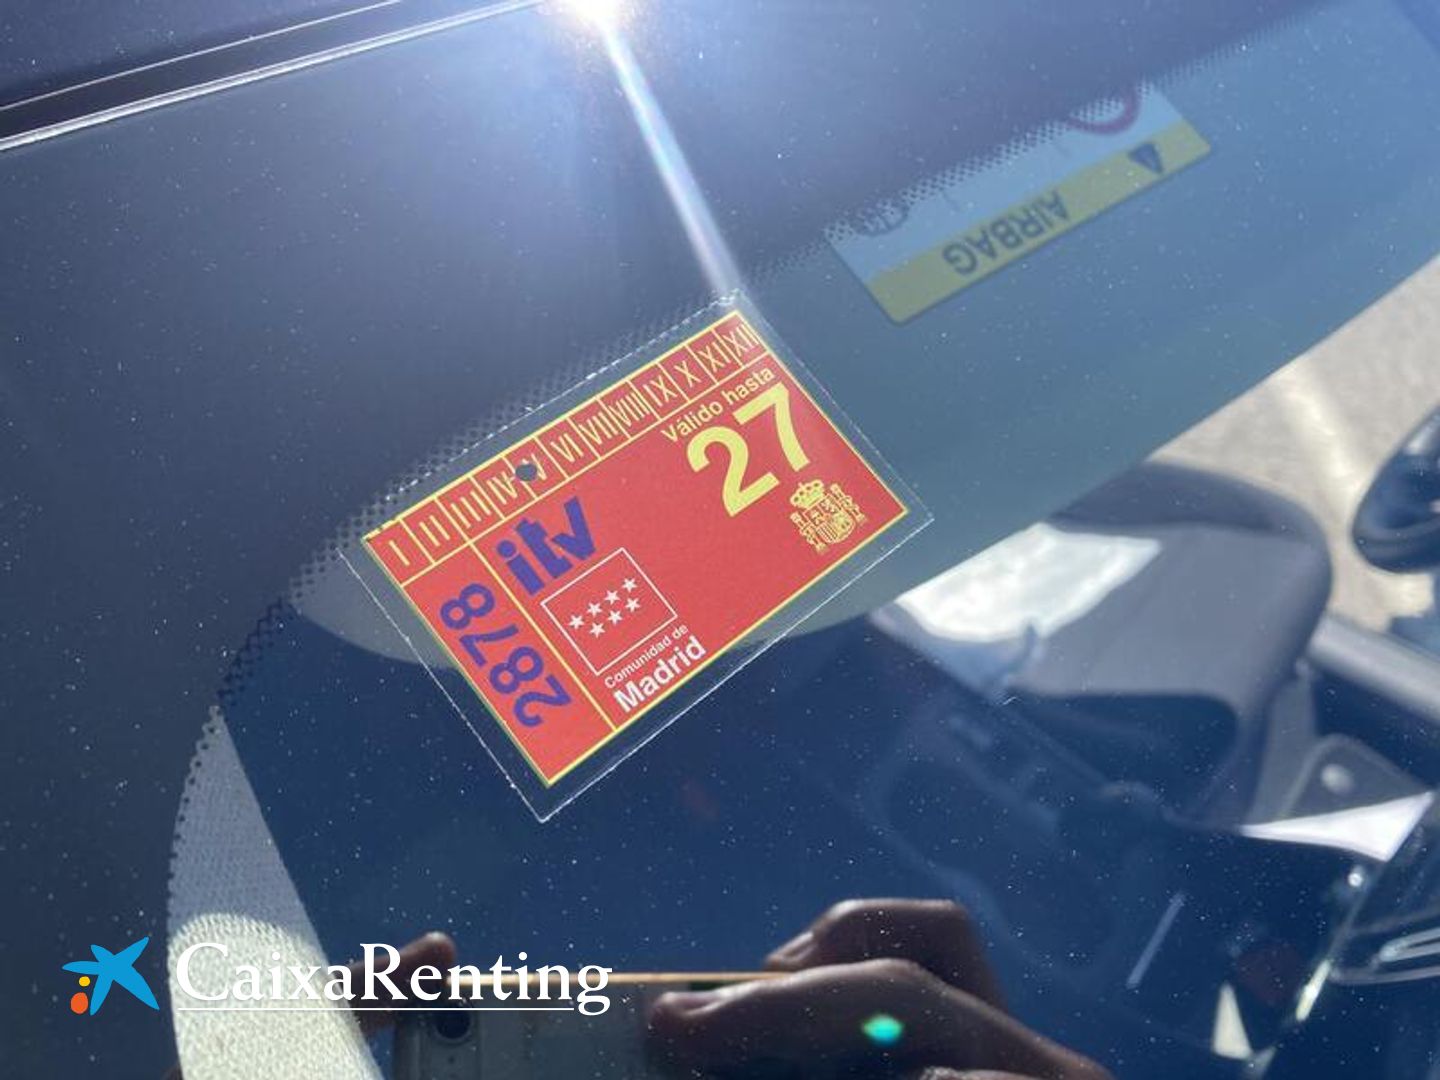 AIRBAG
I II III IV V VI VII VIII IX X XI XII
Válido hasta
27
itv
2878
Comunidad de
Madrid
CaixaRenting